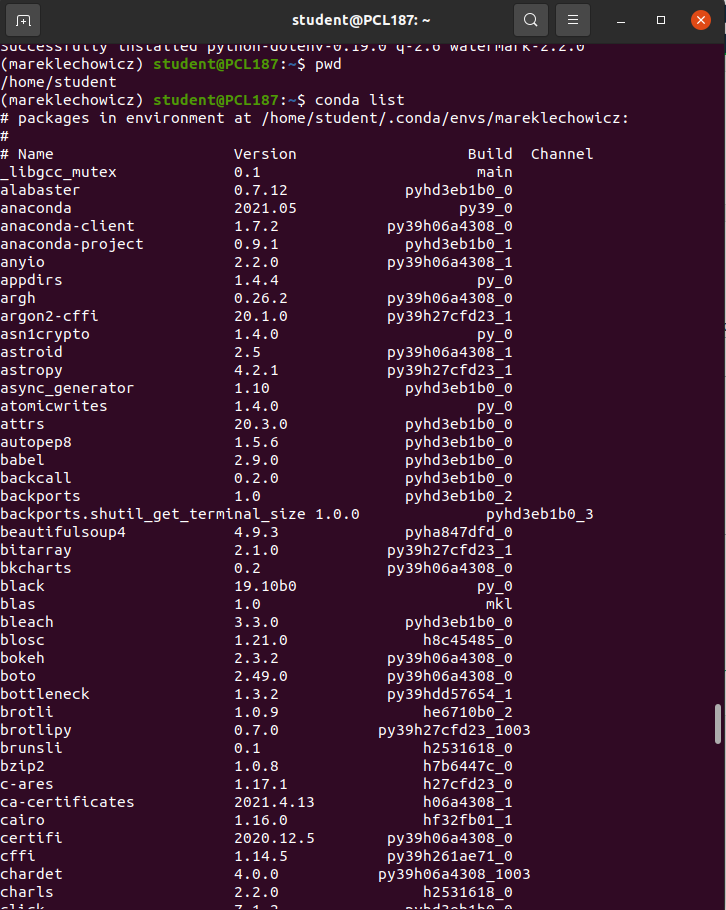 student@PCL187: ~
Successfully installed python-dotenv-0.19.0 q-2.6 watermark-2.2.0
(mareklechowicz) student@PCL187:~$ pwd
/home/student
(mareklechowicz) student@PCL187:~$ conda list
# packages in environment at /home/student/.conda/envs/mareklechowicz:
#
# Name                    Version                   Build  Channel
_libgcc_mutex             0.1                        main
alabaster                 0.7.12             pyhd3eb1b0_0
anaconda                  2021.05                  py39_0
anaconda-client           1.7.2            py39h06a4308_0
anaconda-project          0.9.1              pyhd3eb1b0_1
anyio                     2.2.0            py39h06a4308_1
appdirs                   1.4.4                      py_0
argh                      0.26.2           py39h06a4308_0
argon2-cffi               20.1.0           py39h27cfd23_1
asn1crypto                1.4.0                      py_0
astroid                   2.5              py39h06a4308_1
astropy                   4.2.1            py39h27cfd23_1
async_generator           1.10               pyhd3eb1b0_0
atomicwrites              1.4.0                      py_0
attrs                     20.3.0             pyhd3eb1b0_0
autopep8                  1.5.6              pyhd3eb1b0_0
babel                     2.9.0              pyhd3eb1b0_0
backcall                  0.2.0              pyhd3eb1b0_0
backports                 1.0                pyhd3eb1b0_2
backports.shutil_get_terminal_size 1.0.0              pyhd3eb1b0_3
beautifulsoup4            4.9.3              pyha847dfd_0
bitarray                  2.1.0            py39h27cfd23_1
bkcharts                  0.2              py39h06a4308_0
black                     19.10b0                    py_0
blas                      1.0                         mkl
bleach                    3.3.0              pyhd3eb1b0_0
blosc                     1.21.0               h8c45485_0
bokeh                     2.3.2            py39h06a4308_0
boto                      2.49.0           py39h06a4308_0
bottleneck                1.3.2            py39hdd57654_1
brotli                    1.0.9                he6710b0_2
brotlipy                  0.7.0           py39h27cfd23_1003
brunsli                   0.1                  h2531618_0
bzip2                     1.0.8                h7b6447c_0
c-ares                    1.17.1               h27cfd23_0
ca-certificates           2021.4.13            h06a4308_1
cairo                     1.16.0               hf32fb01_1
certifi                   2020.12.5        py39h06a4308_0
cffi                      1.14.5           py39h261ae71_0
chardet                   4.0.0           py39h06a4308_1003
charls                    2.2.0                h2531618_0
click                     7.1.2              pyhd3eb1b0_0